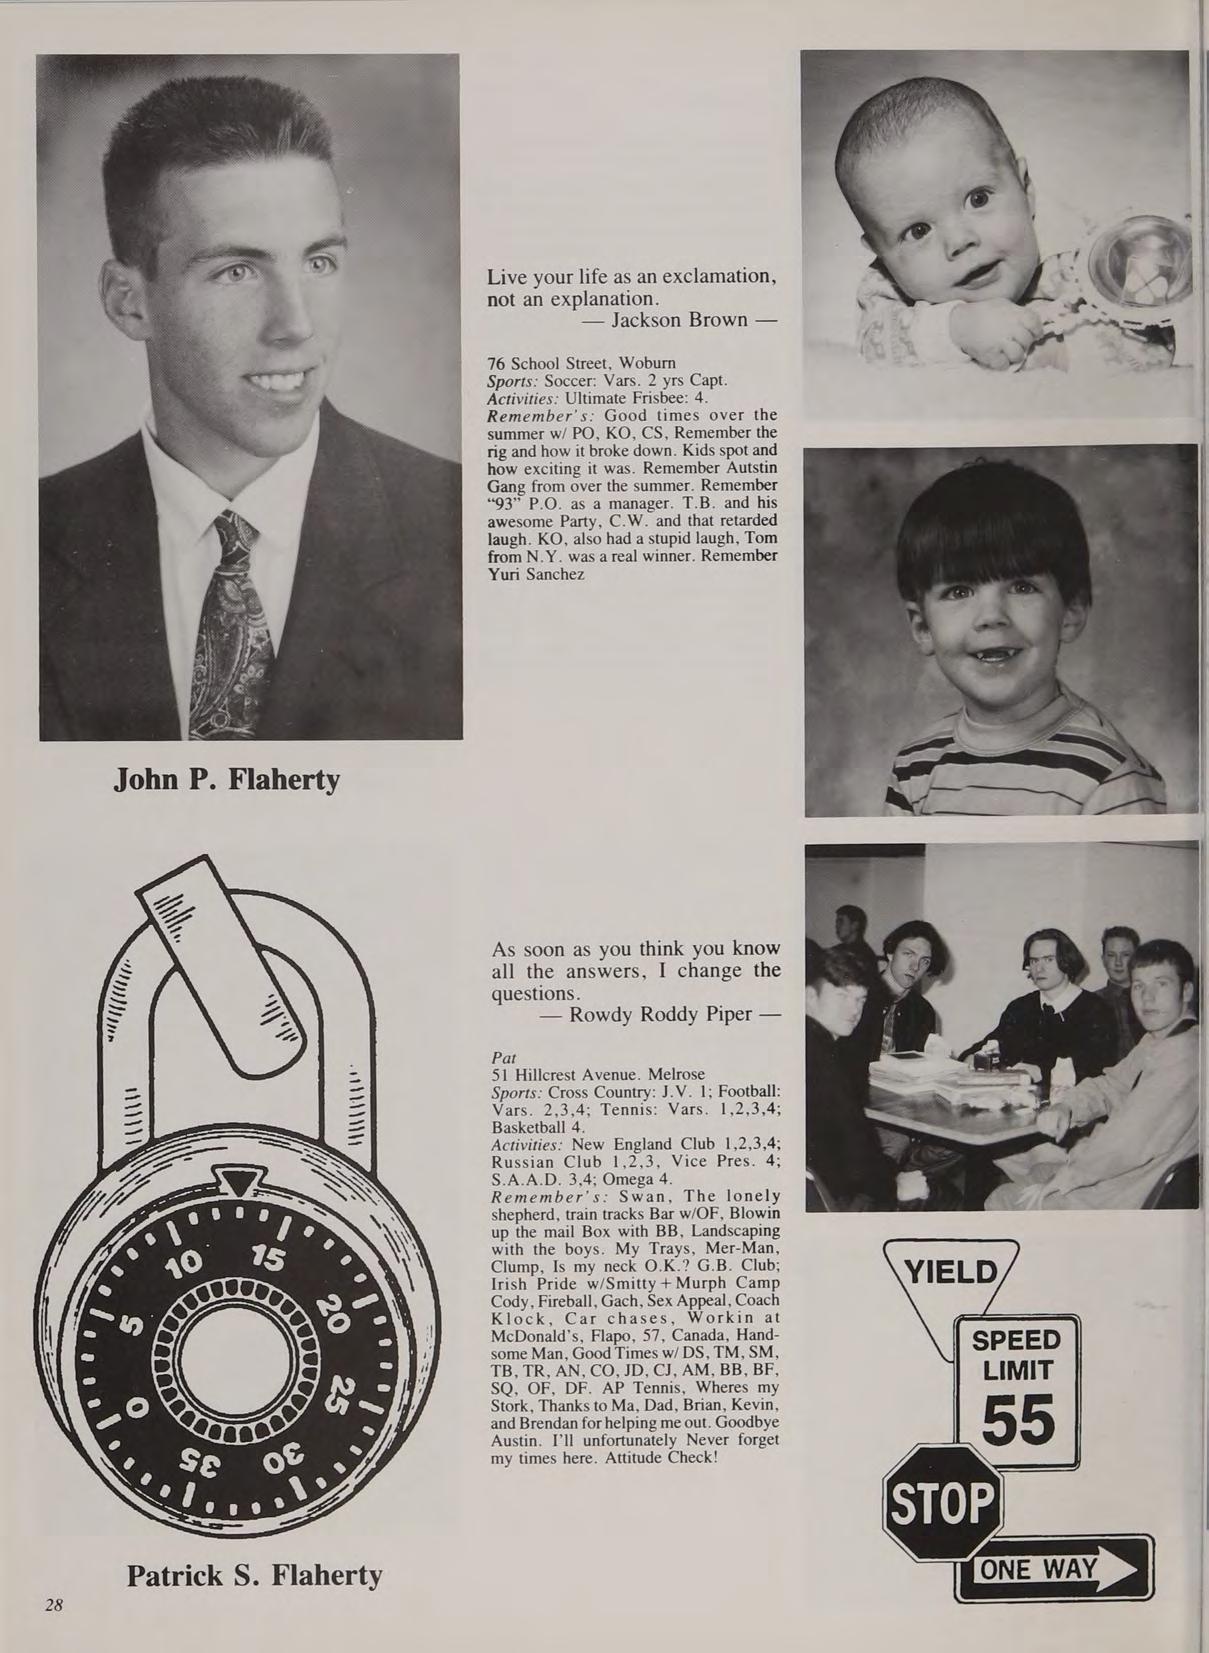 Live your life as an exclamation,
not an explanation.
— Jackson Brown —
76 School Street, Woburn
Sports: Soccer: Vars. 2 yrs Capt.
Activities: Ultimate Frisbee: 4.
Remember's: Good times over the
summer w/ PO, KO, CS, Remember the
rig and how it broke down. Kids spot and
how exciting it was. Remember Autstin
Gang from over the summer. Remember
"93" P.O. as a manager. T.B. and his
awesome Party, C.W. and that retarded
laugh. KO, also had a stupid laugh, Tom
from N.Y. was a real winner. Remember
Yuri Sanchez
John P. Flaherty
As soon as you think you know
all the answers, I change the
questions.
— Rowdy Roddy Piper —
Pat
51 Hillcrest Avenue. Melrose
Sports: Cross Country: J.V. 1; Football:
Vars. 2,3,4; Tennis: Vars. 1,2,3,4;
Basketball 4.
Activities: New England Club 1,2,3,4;
Russian Club 1,2,3, Vice Pres. 4;
S.A.A.D. 3,4; Omega 4.
Remember's: Swan, The lonely
shepherd, train tracks Bar w/OF, Blowin
up the mail Box with BB, Landscaping
with the boys. My Trays, Mer-Man,
Clump, Is my neck O.K.? G.B. Club;
Irish Pride w/Smitty + Murph Camp
Cody, Fireball, Gach, Sex Appeal, Coach
Klock, Car chases, Workin at
McDonald's, Flapo, 57, Canada, Hand-
some Man, Good Times w/ DS, TM, SM,
TB, TR, AN, CO, JD, CJ, AM, BB, BF,
SQ, OF, DF. AP Tennis, Wheres my
Stork, Thanks to Ma, Dad, Brian, Kevin,
and Brendan for helping me out. Goodbye
Austin. I'll unfortunately Never forget
my times here. Attitude Check!
0
5
10
15
20
25
30
35
Patrick S. Flaherty
YIELD
SPEED
LIMIT
55
STOP
ONE WAY
28